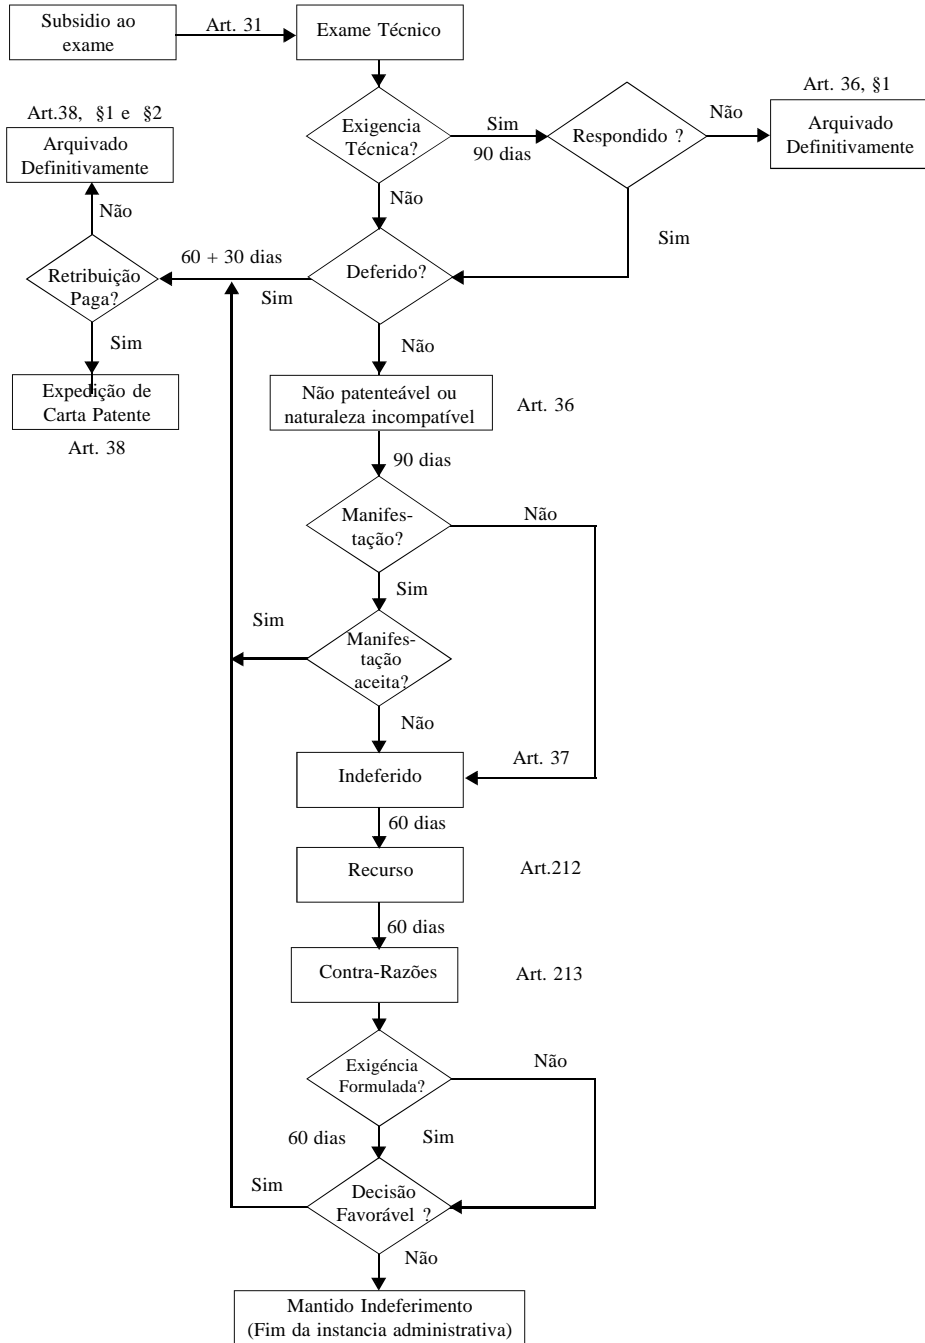 Subsidio ao
exame
Art. 31
Exame Técnico
Art.38, §1 e §2
Arquivado
Definitivamente
Exigencia
Técnica?
Sim
90 dias
Respondido ?
Não
Art. 36, §1
Arquivado
Definitivamente
Não
Não
Sim
Retribuição
Paga?
60 + 30 dias
Sim
Deferido?
Sim
Não
Expedição de
Carta Patente
Art. 38
Não patenteável ou
naturaleza incompatível
Art. 36
90 dias
Manifes-
tação?
Não
Sim
Sim
Manifes-
tação
aceita?
Não
Indeferido
Art. 37
60 dias
Recurso
Art.212
60 dias
Contra-Razões
Art. 213
Exigéncia
Formulada?
Não
60 dias
Sim
Sim
Decisão
Favorável ?
Não
Mantido Indeferimento
(Fim da instancia administrativa)